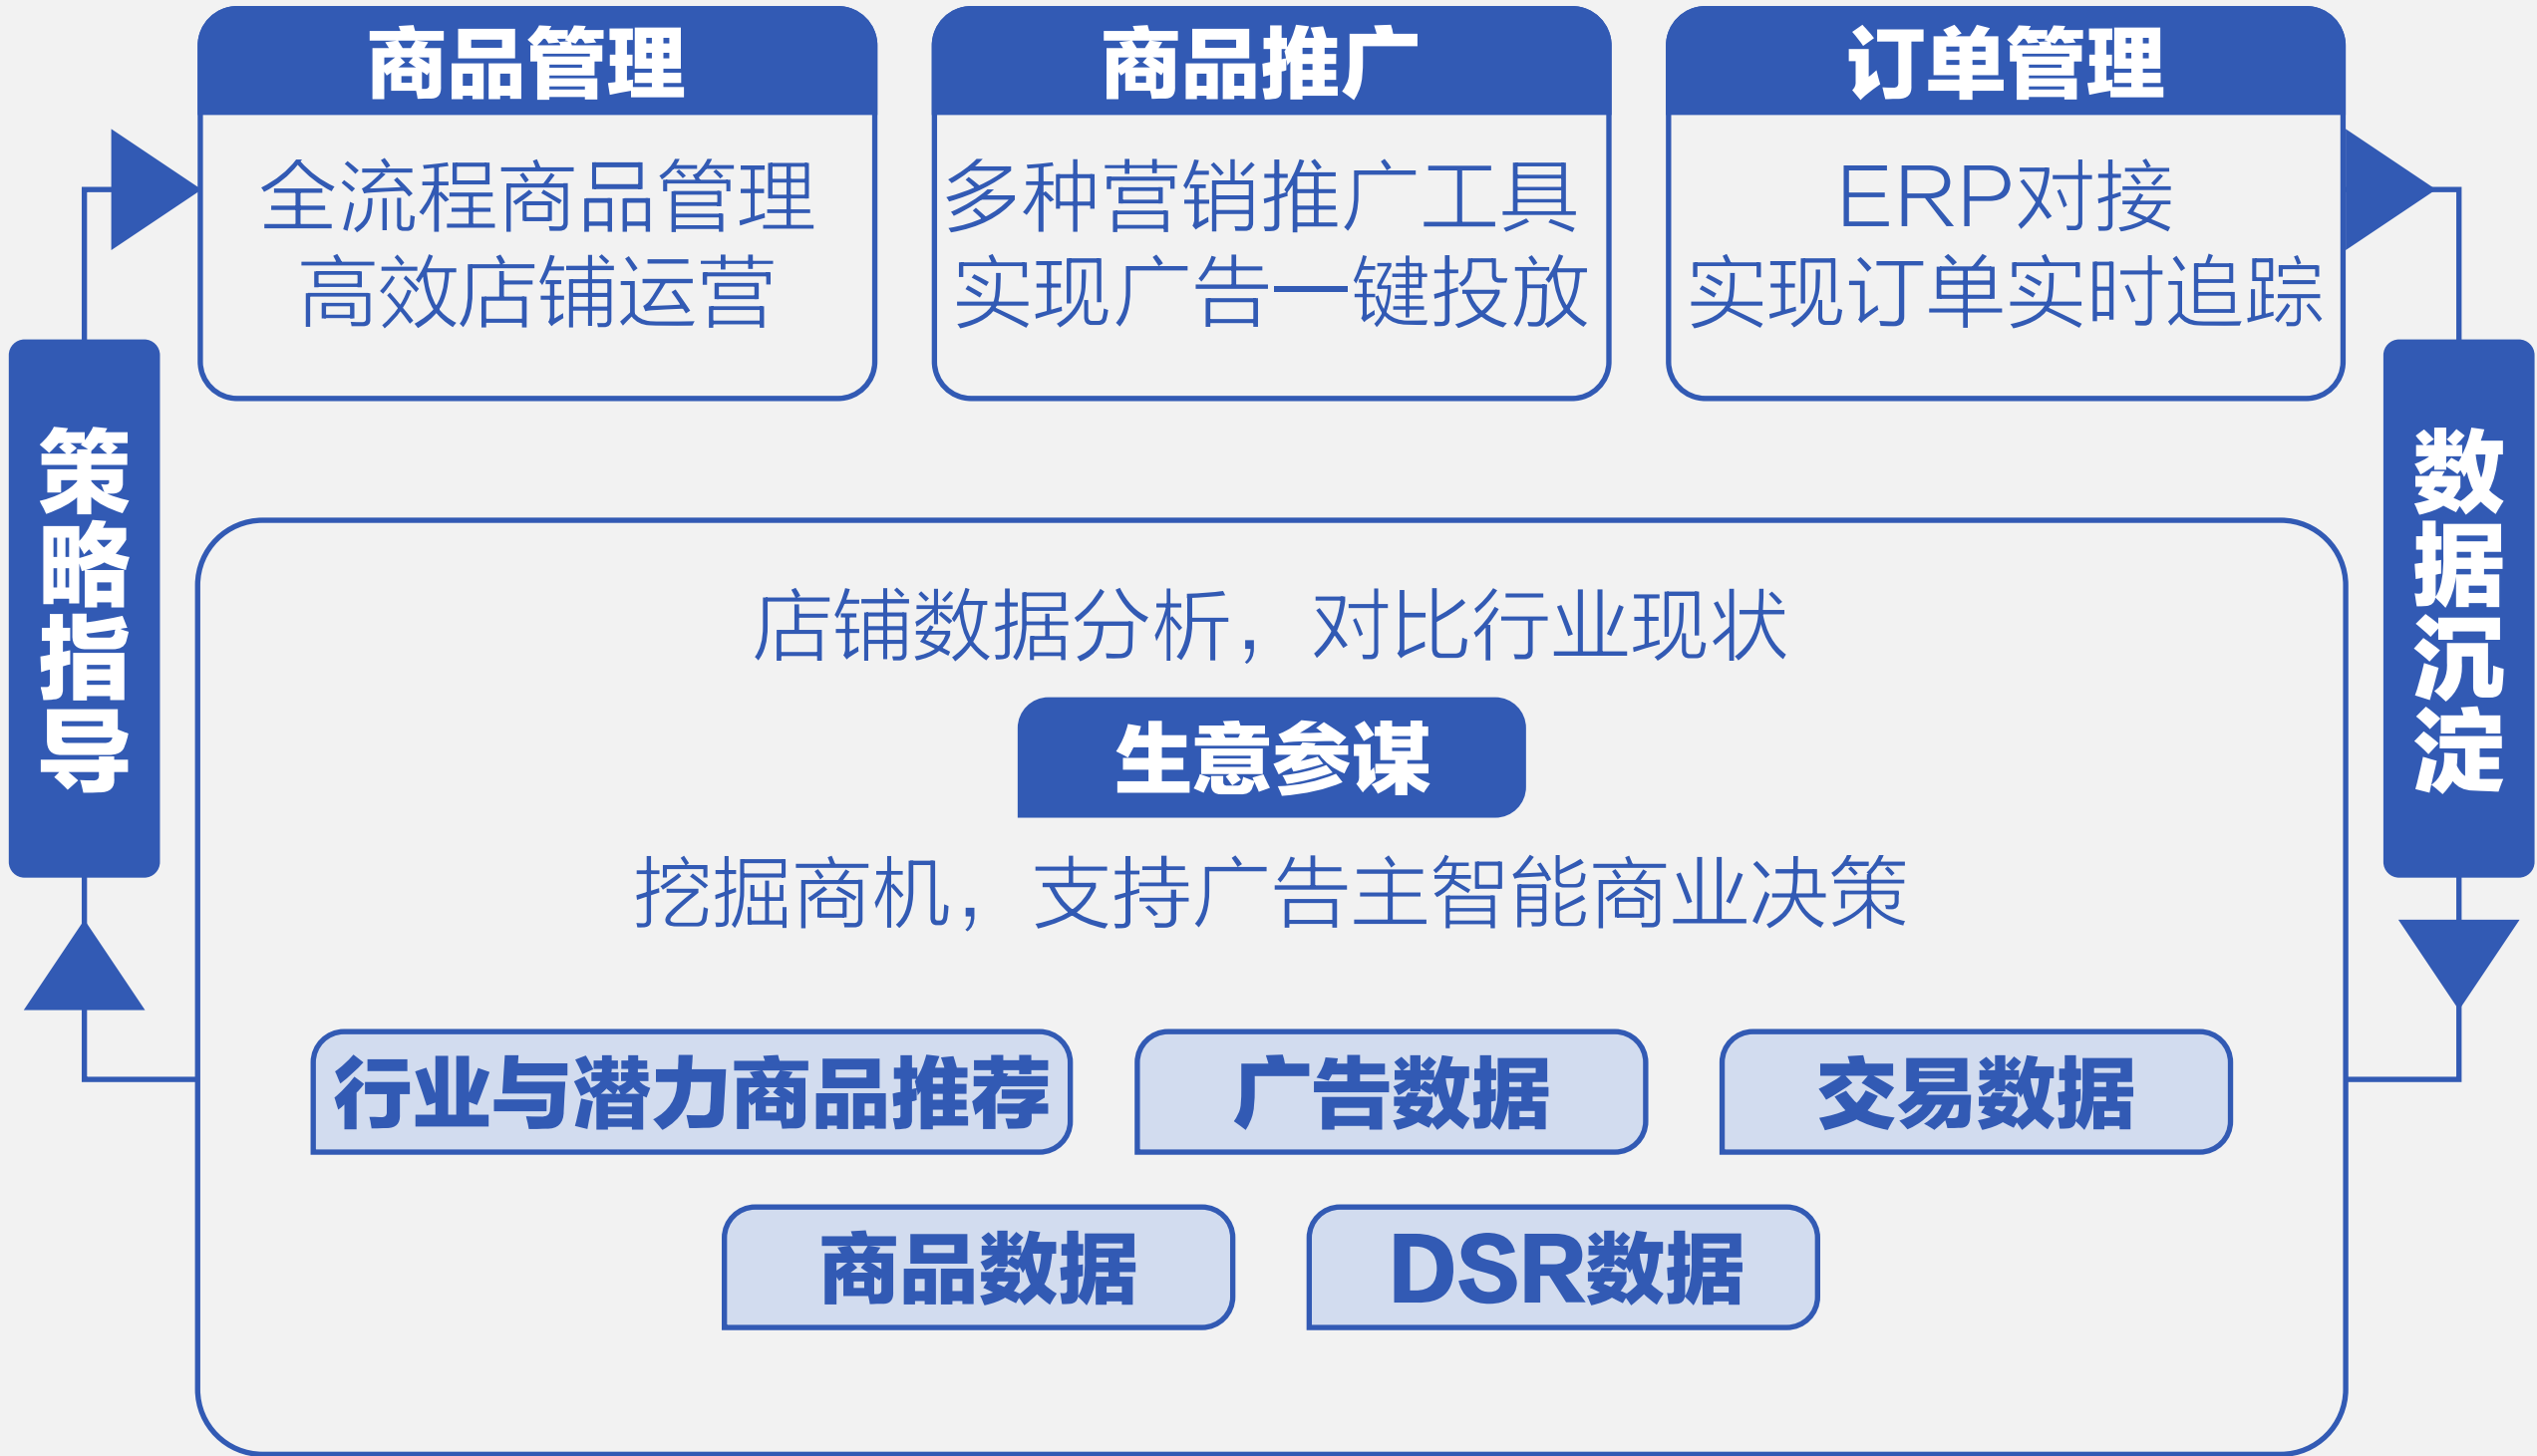 商品管理
全流程商品管理
高效店铺运营
商品推广
多种营销推广工具
实现广告一键投放
订单管理
ERP对接
实现订单实时追踪
策略指导
数据沉淀
店铺数据分析，对比行业现状
生意参谋
挖掘商机，支持广告主智能商业决策
行业与潜力商品推荐
广告数据
交易数据
商品数据
DSR数据